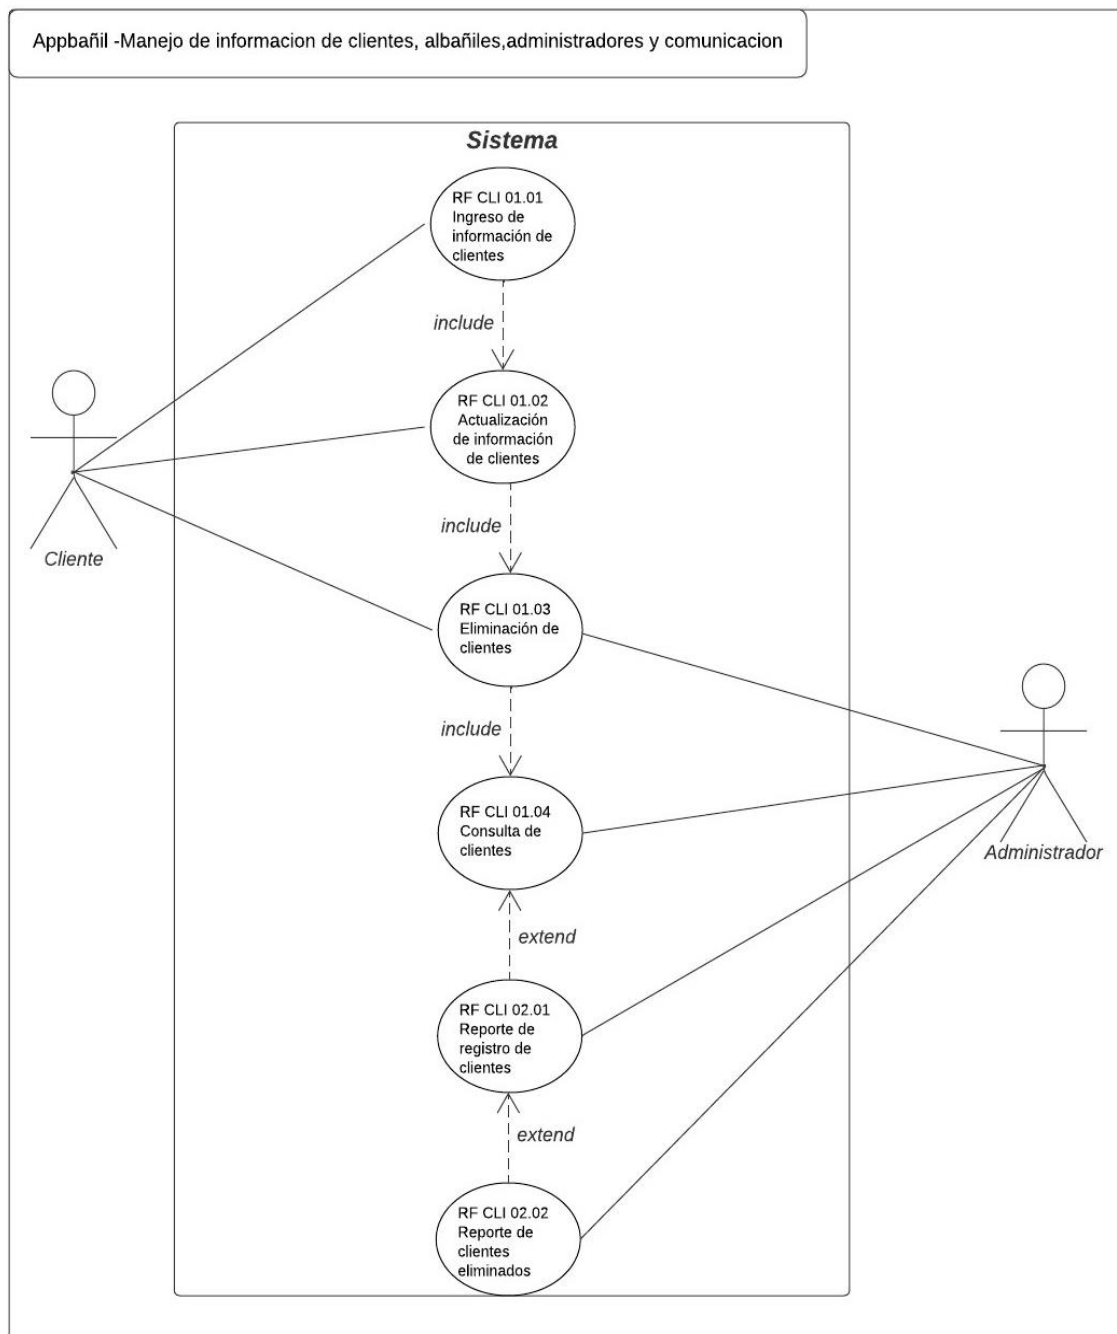 Appbañil -Manejo de informacion de clientes, albañiles,administradores y comunicacion
Sistema
RF CLI 01.01
Ingreso de
información de
clientes
include
RF CLI 01.02
Actualización
de información
de clientes
Cliente
include
RF CLI 01.03
Eliminación de
clientes
include
RF CLI 01.04
Consulta de
clientes
Administrador
extend
RF CLI 02.01
Reporte de
registro de
clientes
extend
RF CLI 02.02
Reporte de
clientes
eliminados